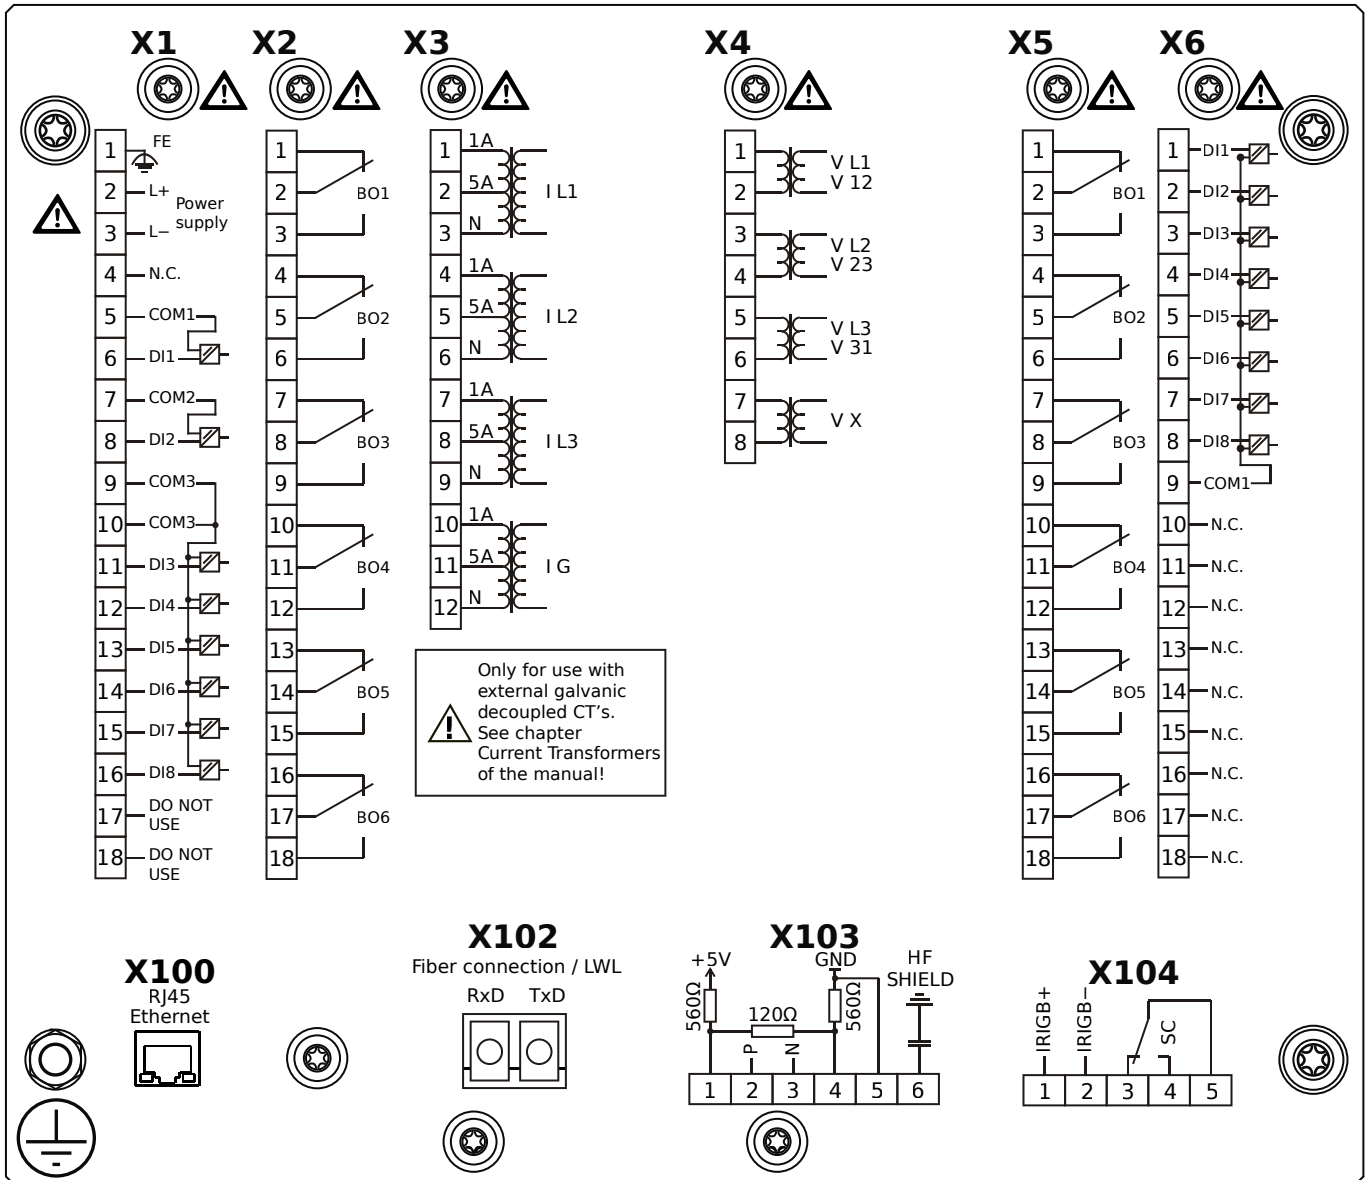 X1
X2
X3
X4
X5
X6
1 FE
2 L+
Power
supply
3 L−
4 N.C.
5 COM1
6 DI1
7 COM2
8 DI2
9 COM3
10 COM3
11 DI3
12 DI4
13 DI5
14 DI6
15 DI7
16 DI8
17 DO NOT
USE
18 DO NOT
USE
1
2 BO1
3
4
5 BO2
6
7
8 BO3
9
10
11 BO4
12
13
14 BO5
15
16
17 BO6
18
1 1A
2 5A I L1
3 N
4 1A
5 5A I L2
6 N
7 1A
8 5A I L3
9 N
10 1A
11 5A I G
12 N
Only for use with
external galvanic
decoupled CT's.
See chapter
Current Transformers
of the manual!
1 V L1
2 V 12
3 V L2
4 V 23
5 V L3
6 V 31
7 V X
8
1
2 BO1
3
4
5 BO2
6
7
8 BO3
9
10
11 BO4
12
13
14 BO5
15
16
17 BO6
18
1 DI1
2 DI2
3 DI3
4 DI4
5 DI5
6 DI6
7 DI7
8 DI8
9 COM1
10 N.C.
11 N.C.
12 N.C.
13 N.C.
14 N.C.
15 N.C.
16 N.C.
17 N.C.
18 N.C.
X100
RJ45
Ethernet
X102
Fiber connection / LWL
RxD TxD
X103
+5V GND HF
SHIELD
560Ω 120Ω 560Ω
P N
1 2 3 4 5 6
X104
IRIGB+ IRIGB− SC
1 2 3 4 5